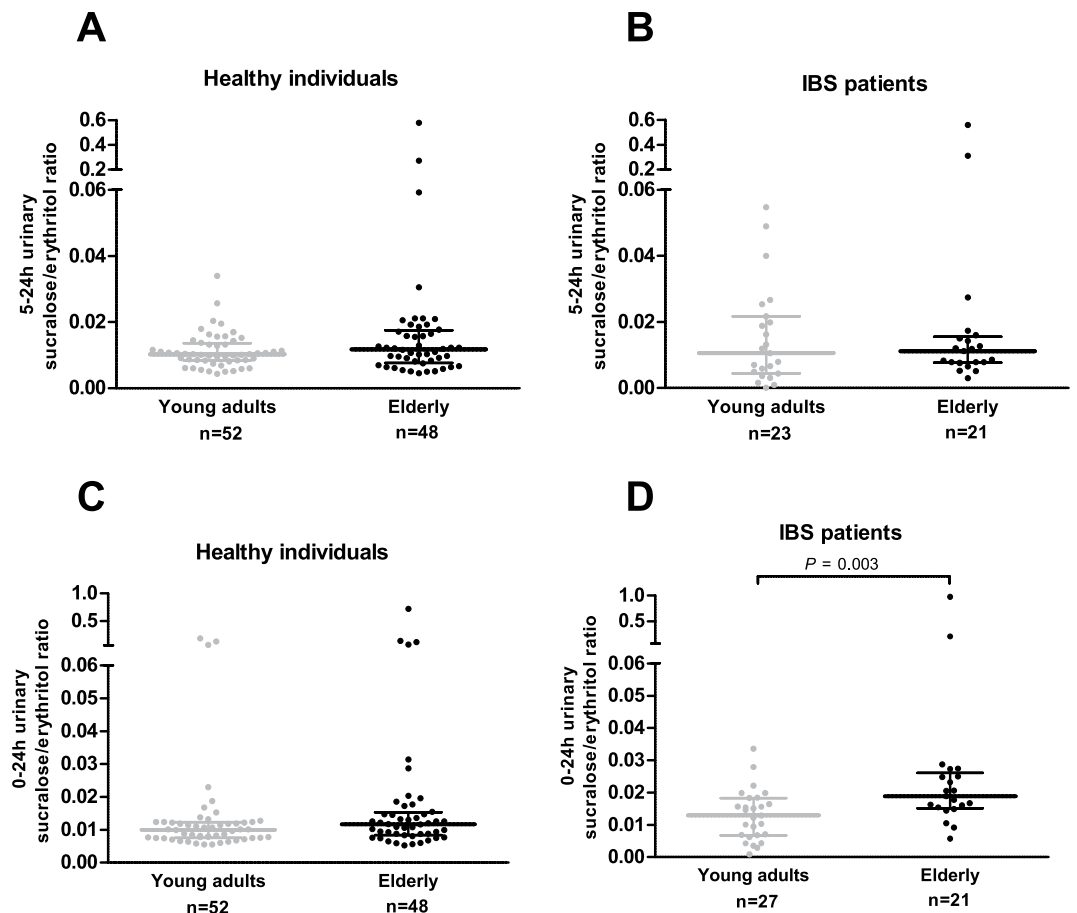 A
Healthy individuals
5-24h urinary
sucralose/erythritol ratio
0.6
0.4
0.2
0.06
0.04
0.02
0.00
Young adults
n=52
Elderly
n=48
B
IBS patients
5-24h urinary
sucralose/erythritol ratio
0.6
0.4
0.2
0.06
0.04
0.02
0.00
Young adults
n=23
Elderly
n=21
C
Healthy individuals
0-24h urinary
sucralose/erythritol ratio
1.0
0.5
0.06
0.05
0.04
0.03
0.02
0.01
0.00
Young adults
n=52
Elderly
n=48
D
IBS patients
P = 0.003
0-24h urinary
sucralose/erythritol ratio
1.0
0.5
0.06
0.05
0.04
0.03
0.02
0.01
0.00
Young adults
n=27
Elderly
n=21